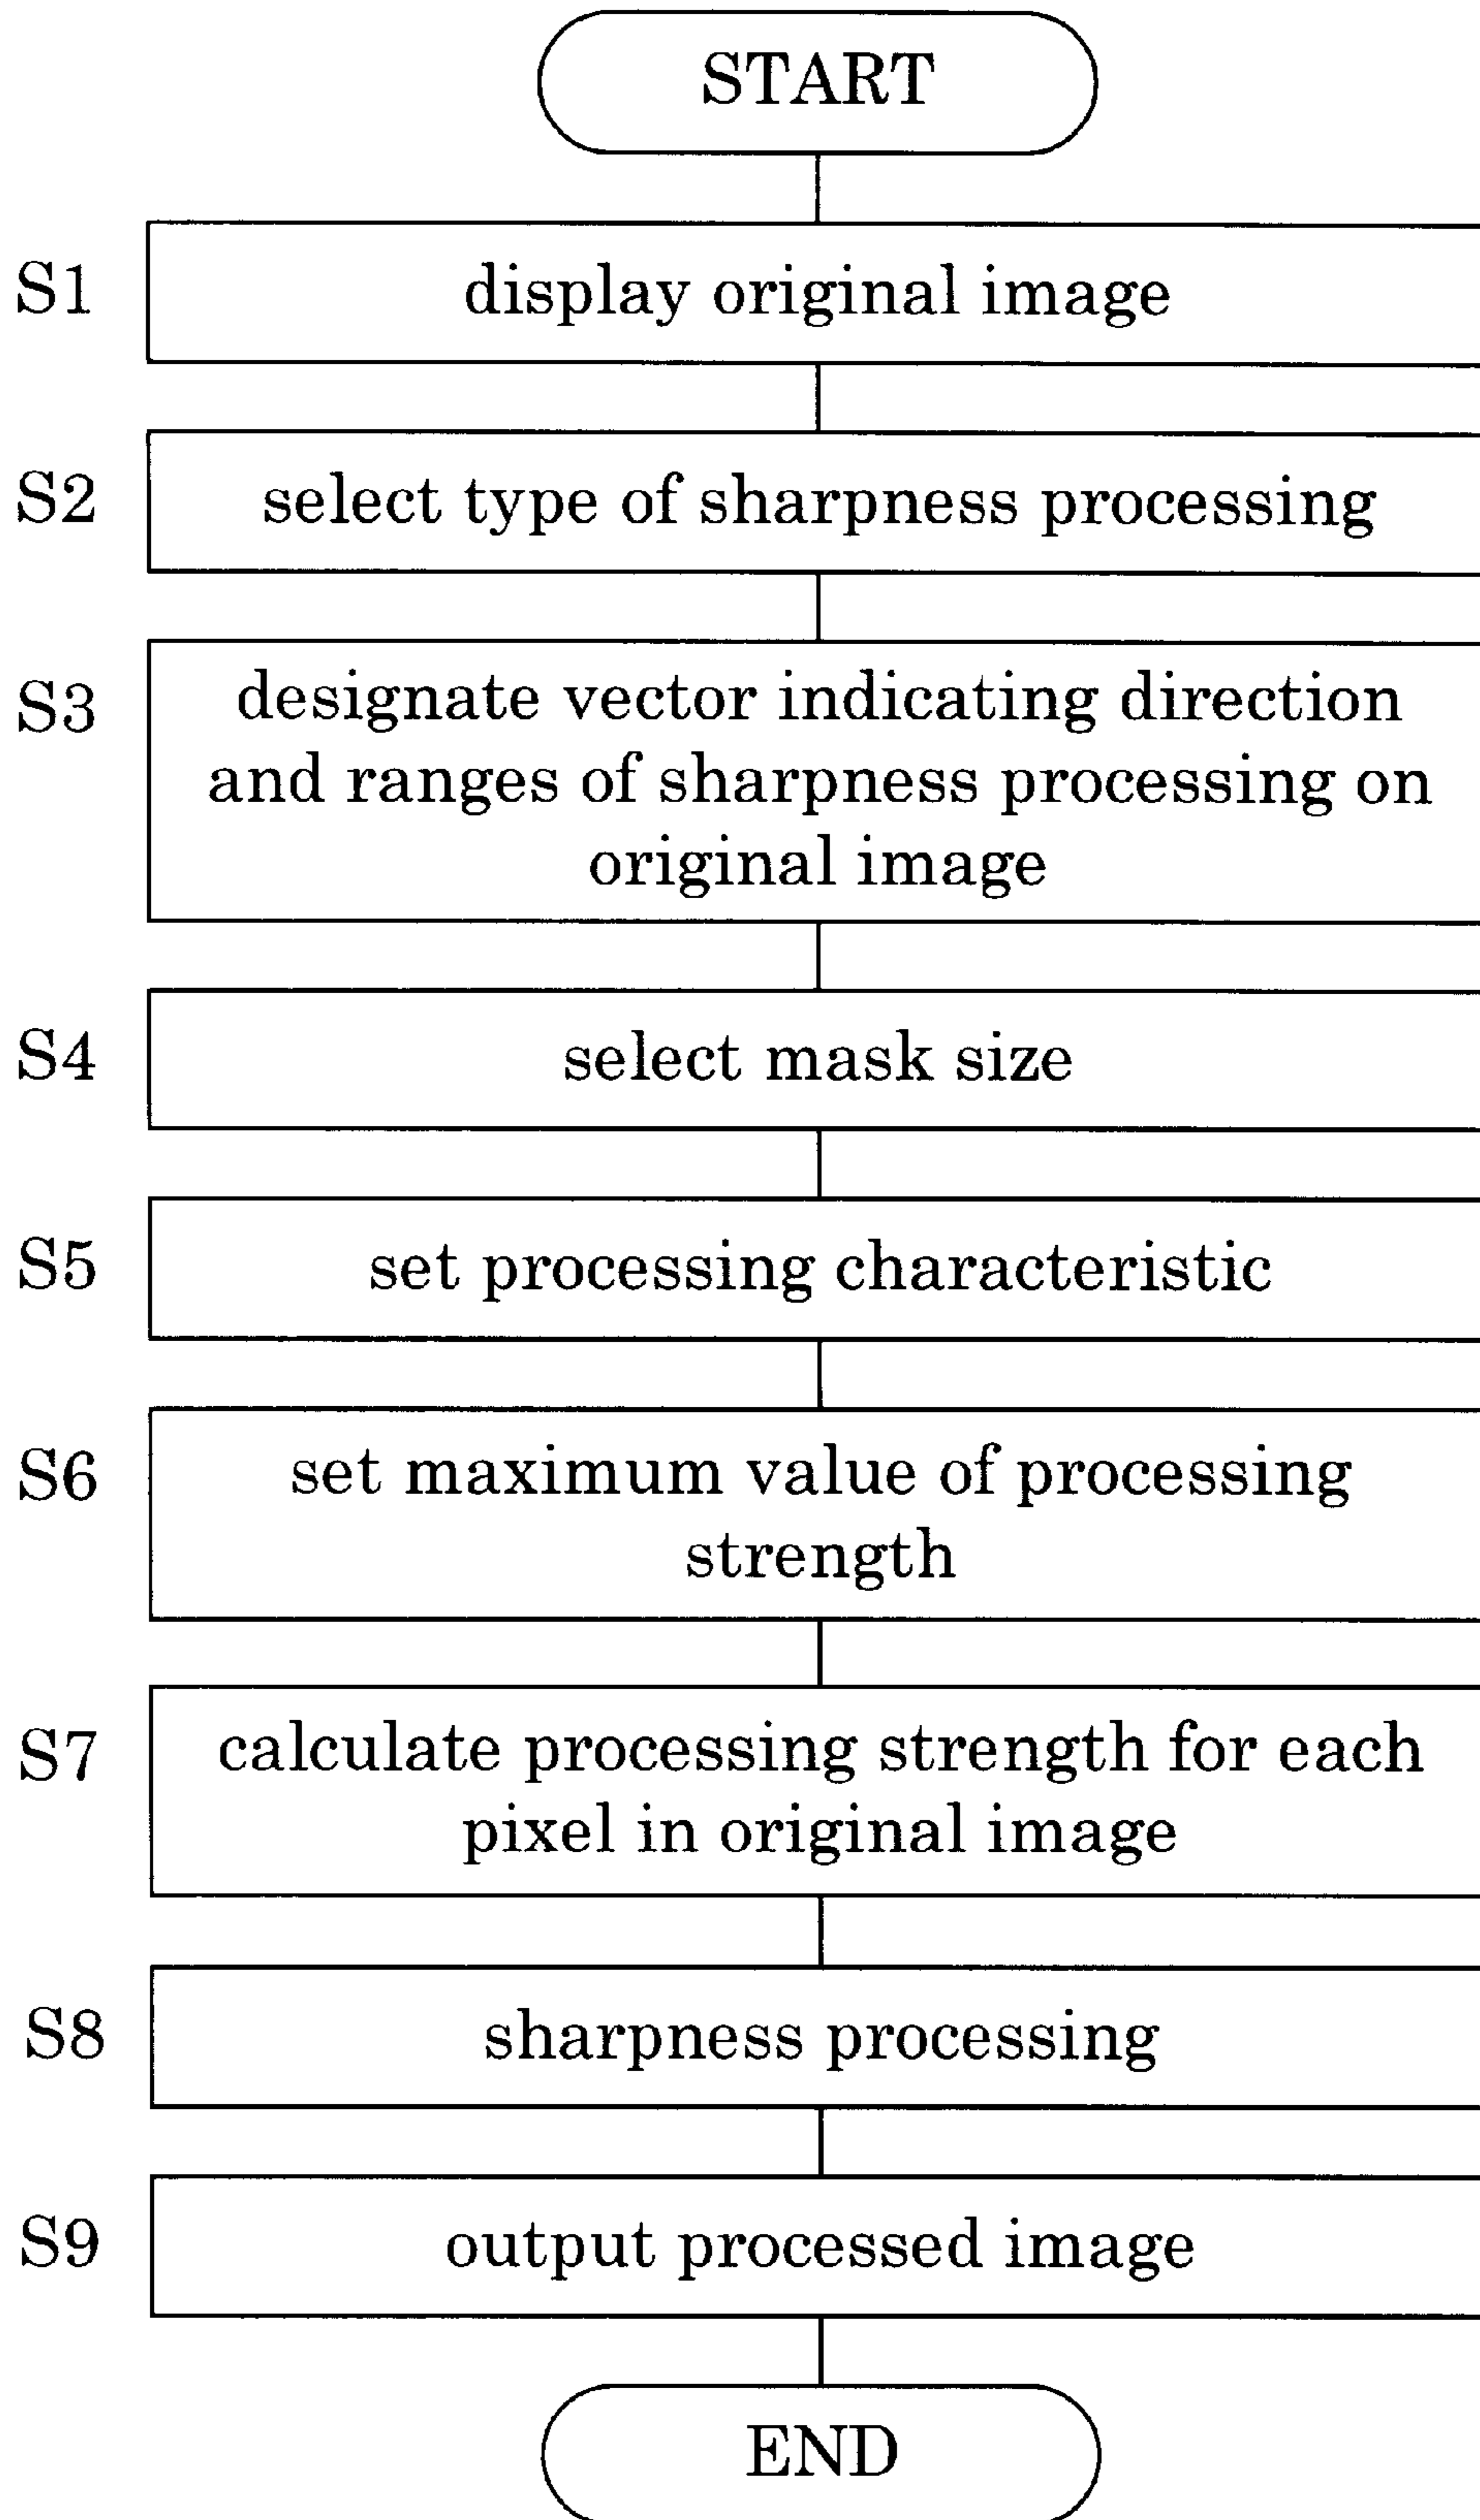 START
S1
display original image
S2
select type of sharpness processing
S3
designate vector indicating direction
and ranges of sharpness processing on
original image
S4
select mask size
S5
set processing characteristic
S6
set maximum value of processing
strength
S7
calculate processing strength for each
pixel in original image
S8
sharpness processing
S9
output processed image
END